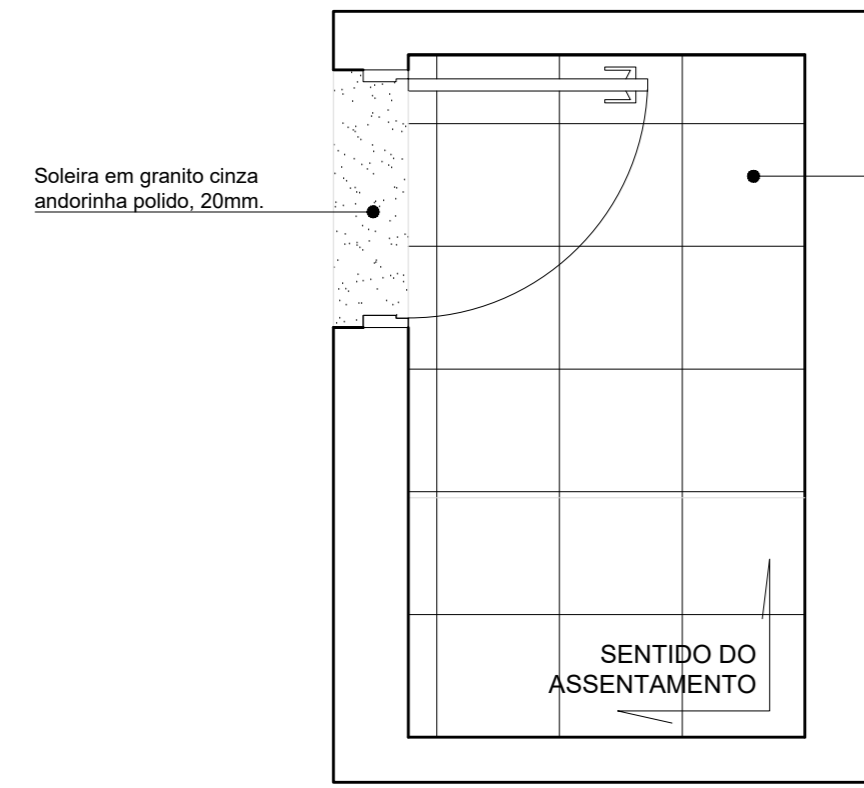 Soleira em granito cinza
andorinha polido, 20mm.
SENTIDO DO
ASSENTAMENTO